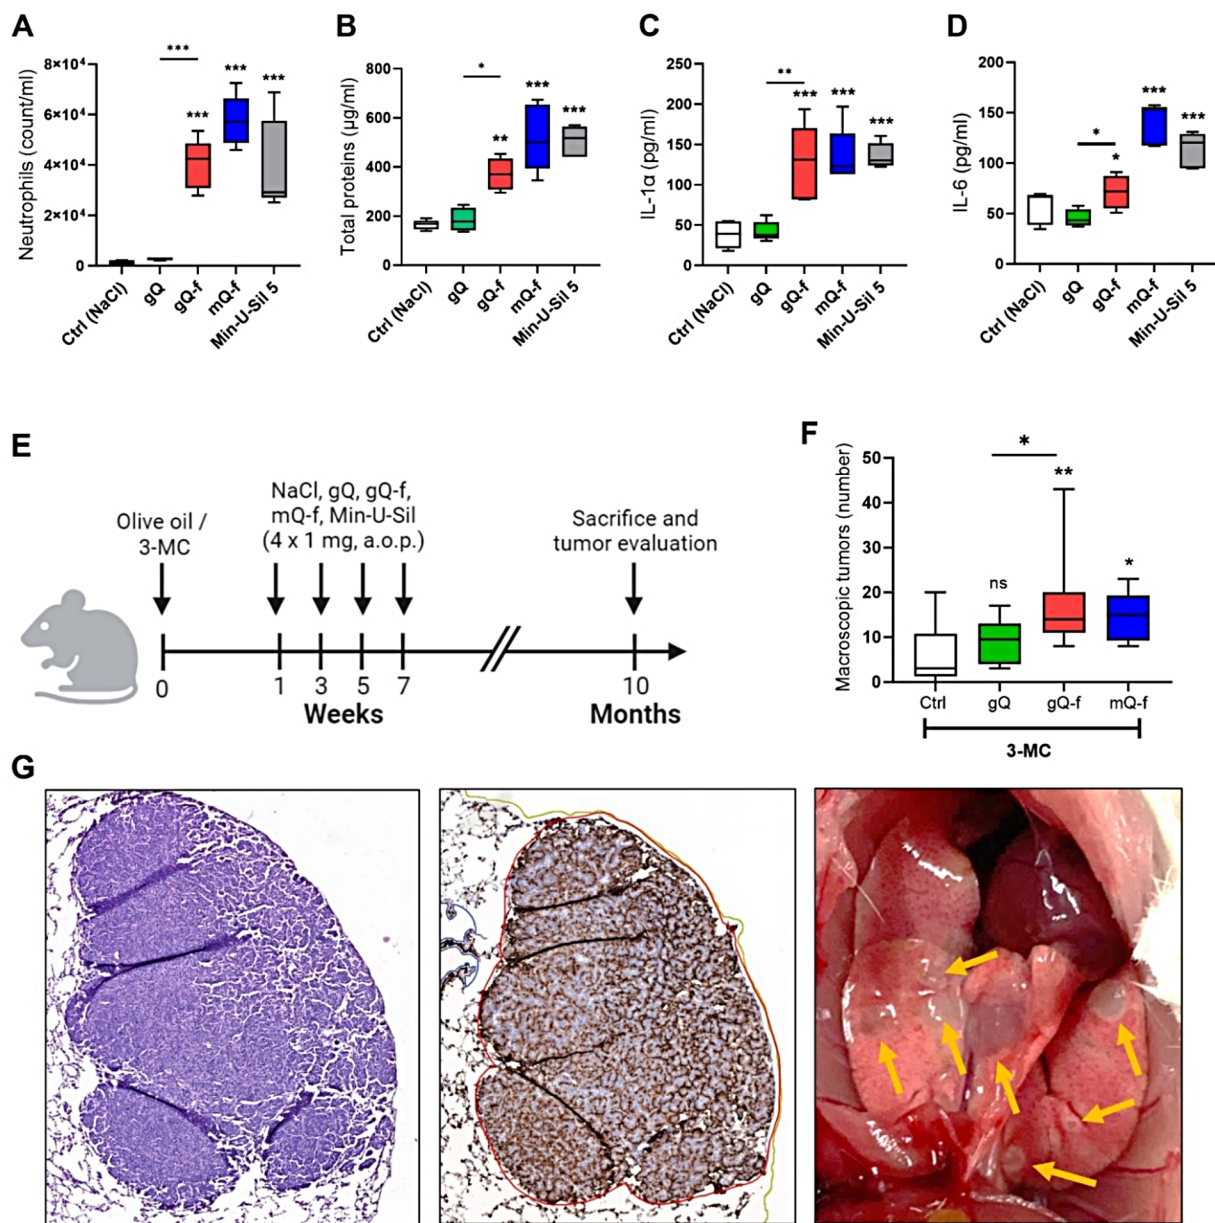 A
Neutrophils (count/ml)
8×10⁴
6×10⁴
4×10⁴
2×10⁴
0
***
***
***
***
Ctrl (NaCl)
gQ
gQ-f
mQ-f
Min-U-Sil 5
B
Total proteins (µg/ml)
800
600
400
200
0
*
**
***
***
Ctrl (NaCl)
gQ
gQ-f
mQ-f
Min-U-Sil 5
C
IL-1α (pg/ml)
250
200
150
100
50
0
**
***
***
***
Ctrl (NaCl)
gQ
gQ-f
mQ-f
Min-U-Sil 5
D
IL-6 (pg/ml)
200
150
100
50
0
*
*
***
***
Ctrl (NaCl)
gQ
gQ-f
mQ-f
Min-U-Sil 5
E
Olive oil /
3-MC
NaCl, gQ, gQ-f,
mQ-f, Min-U-Sil
(4 x 1 mg, a.o.p.)
Sacrifice and
tumor evaluation
0 1 3 5 7 10
Weeks Months
F
Macroscopic tumors (number)
50
40
30
20
10
0
*
ns
**
*
Ctrl gQ gQ-f mQ-f
3-MC
G